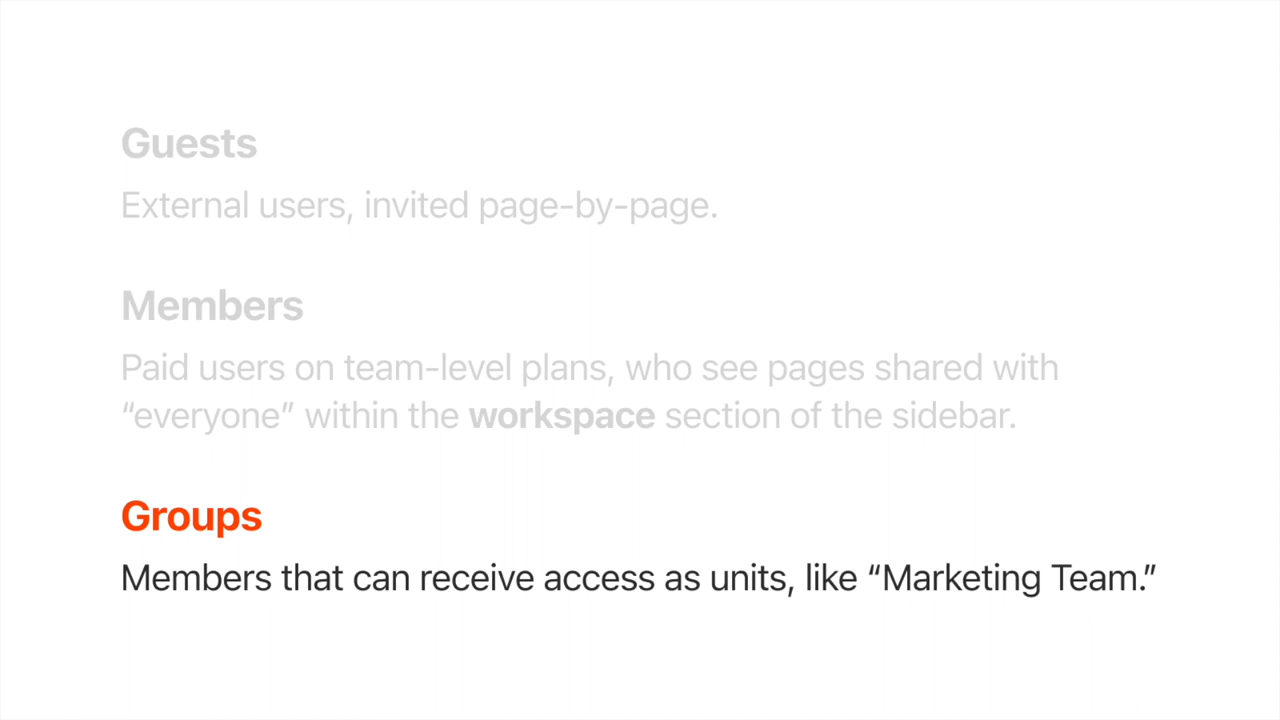 Guests
External users, invited page-by-page.
Members
Paid users on team-level plans, who see pages shared with
“everyone” within the workspace section of the sidebar.
Groups
Members that can receive access as units, like “Marketing Team.”